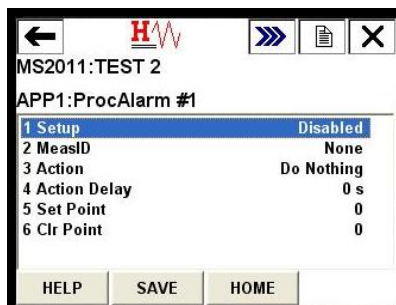 H
MS2011:TEST 2
APP1:ProcAlarm #1
1 Setup Disabled
2 MeasID None
3 Action Do Nothing
4 Action Delay 0 s
5 Set Point 0
6 Clr Point 0
HELP SAVE HOME